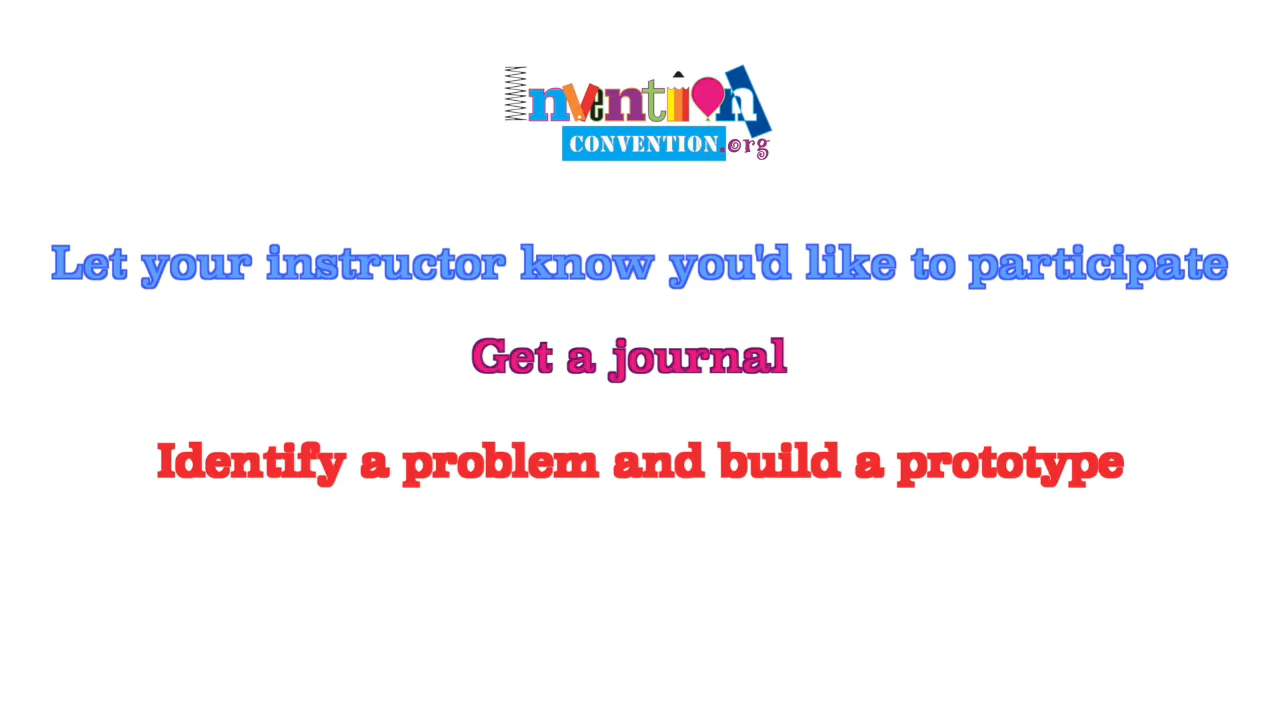 Invention
CONVENTION.org
Let your instructor know you'd like to participate
Get a journal
Identify a problem and build a prototype